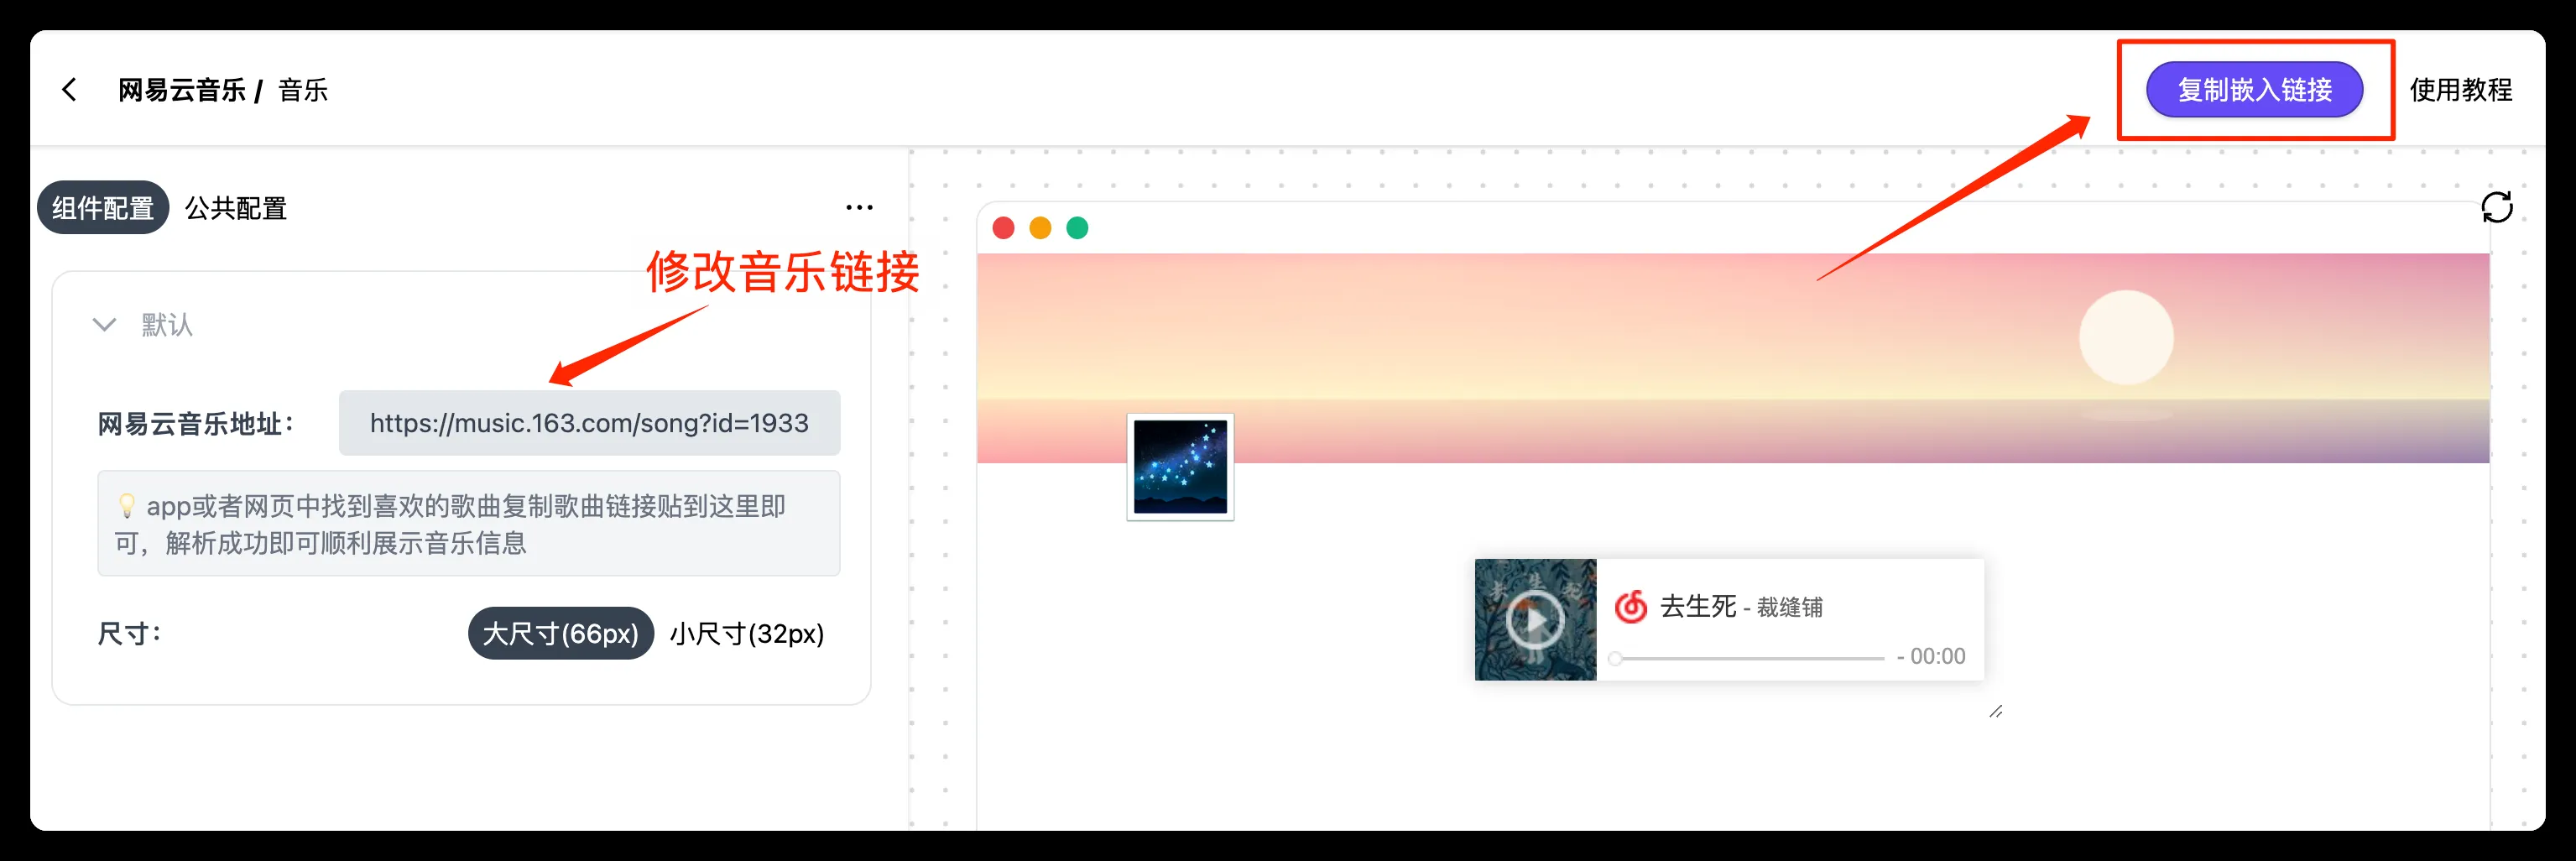 网易云音乐 / 音乐
复制嵌入链接
使用教程
组件配置 公共配置
修改音乐链接
默认
网易云音乐地址：
https://music.163.com/song?id=1933
app或者网页中找到喜欢的歌曲复制歌曲链接贴到这里即
可，解析成功即可顺利展示音乐信息
尺寸：
大尺寸(66px) 小尺寸(32px)
去生死
去生死 - 裁缝铺
- 00:00